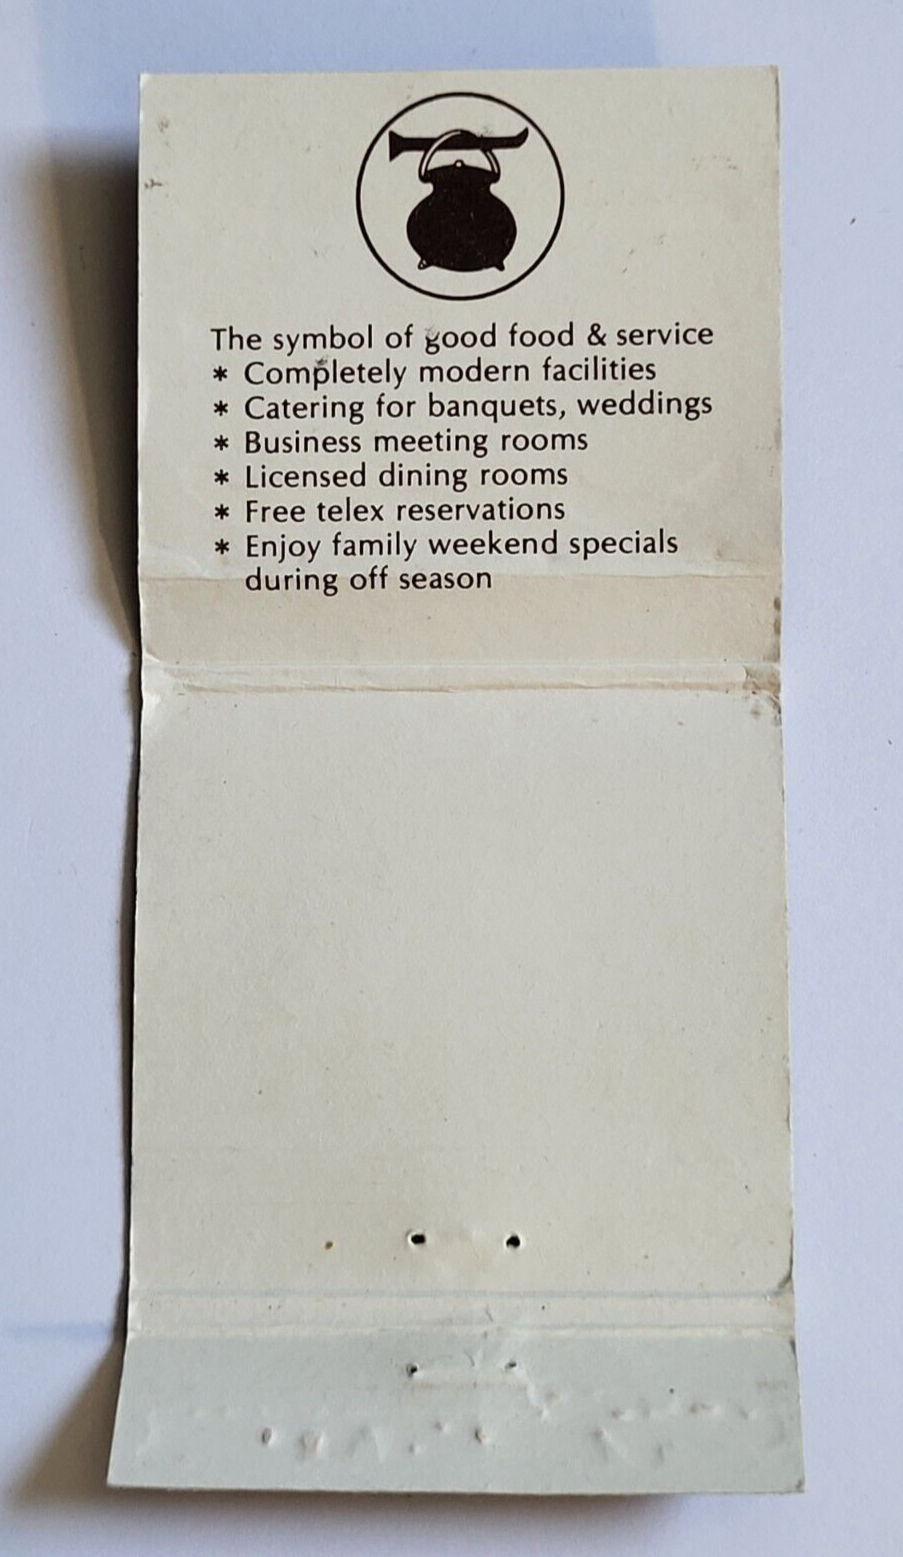 The symbol of good food & service
* Completely modern facilities
* Catering for banquets, weddings
* Business meeting rooms
* Licensed dining rooms
* Free telex reservations
* Enjoy family weekend specials
during off season